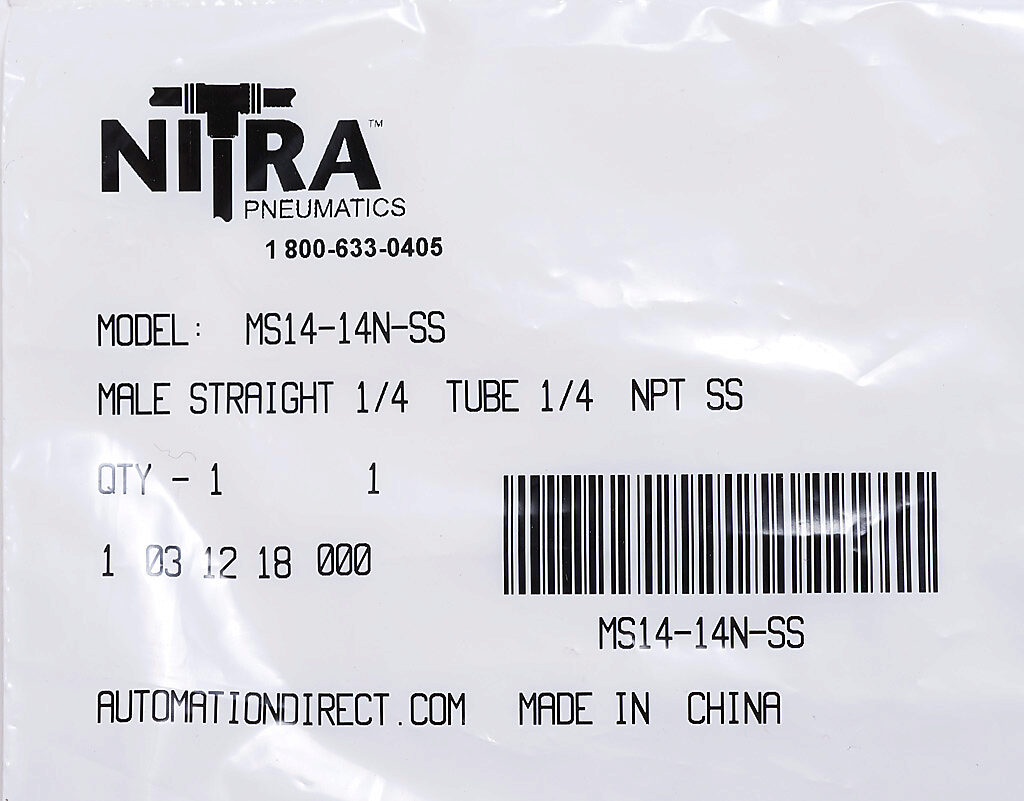 NITRA™
PNEUMATICS
1 800-633-0405
MODEL: MS14-14N-SS
MALE STRAIGHT 1/4 TUBE 1/4 NPT SS
QTY - 1 1
1 03 12 18 000
MS14-14N-SS
AUTOMATIONDIRECT.COM MADE IN CHINA